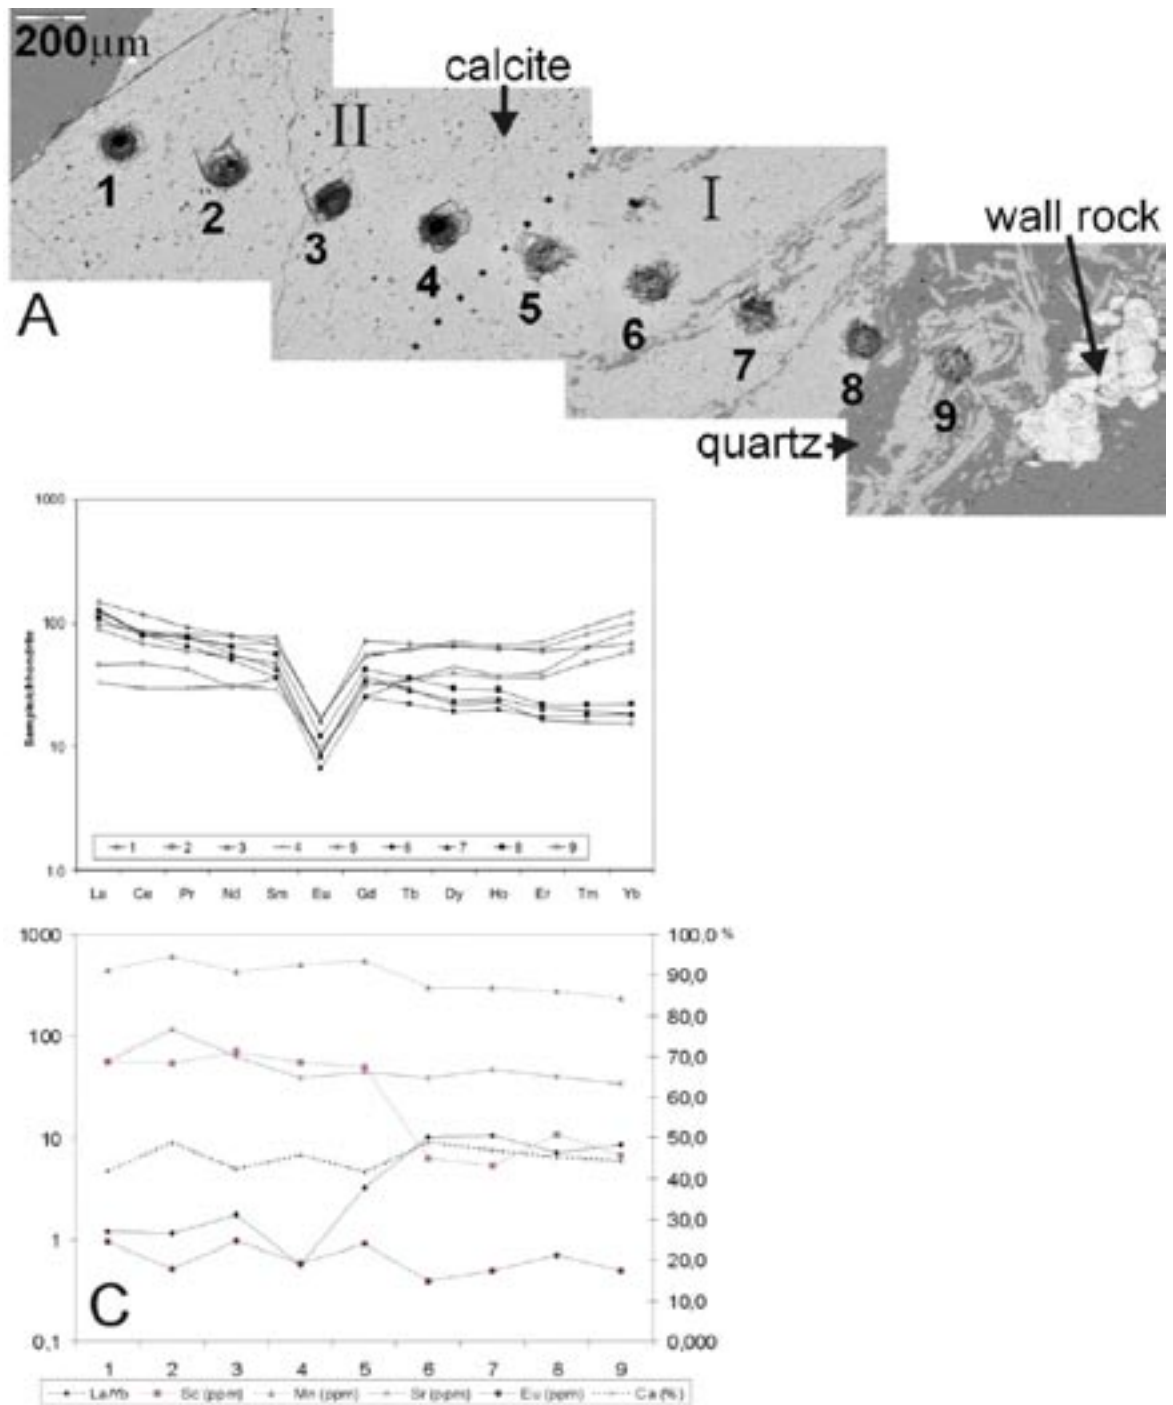 200µm
calcite
II
I
wall rock
1
2
3
4
5
6
7
8
9
A
quartz
1000
100
10
1.0
Sample/chondrite
La Ce Pr Nd Sm Eu Gd Tb Dy Ho Er Tm Yb
1 2 3 4 5 6 7 8 9
1000
100
10
1
0.1
100,0 %
90,0
80,0
70,0
60,0
50,0
40,0
30,0
20,0
10,0
0,000
C
1 2 3 4 5 6 7 8 9
La/Yb Sc (ppm) Mn (ppm) Sr (ppm) Eu (ppm) Ca (%)